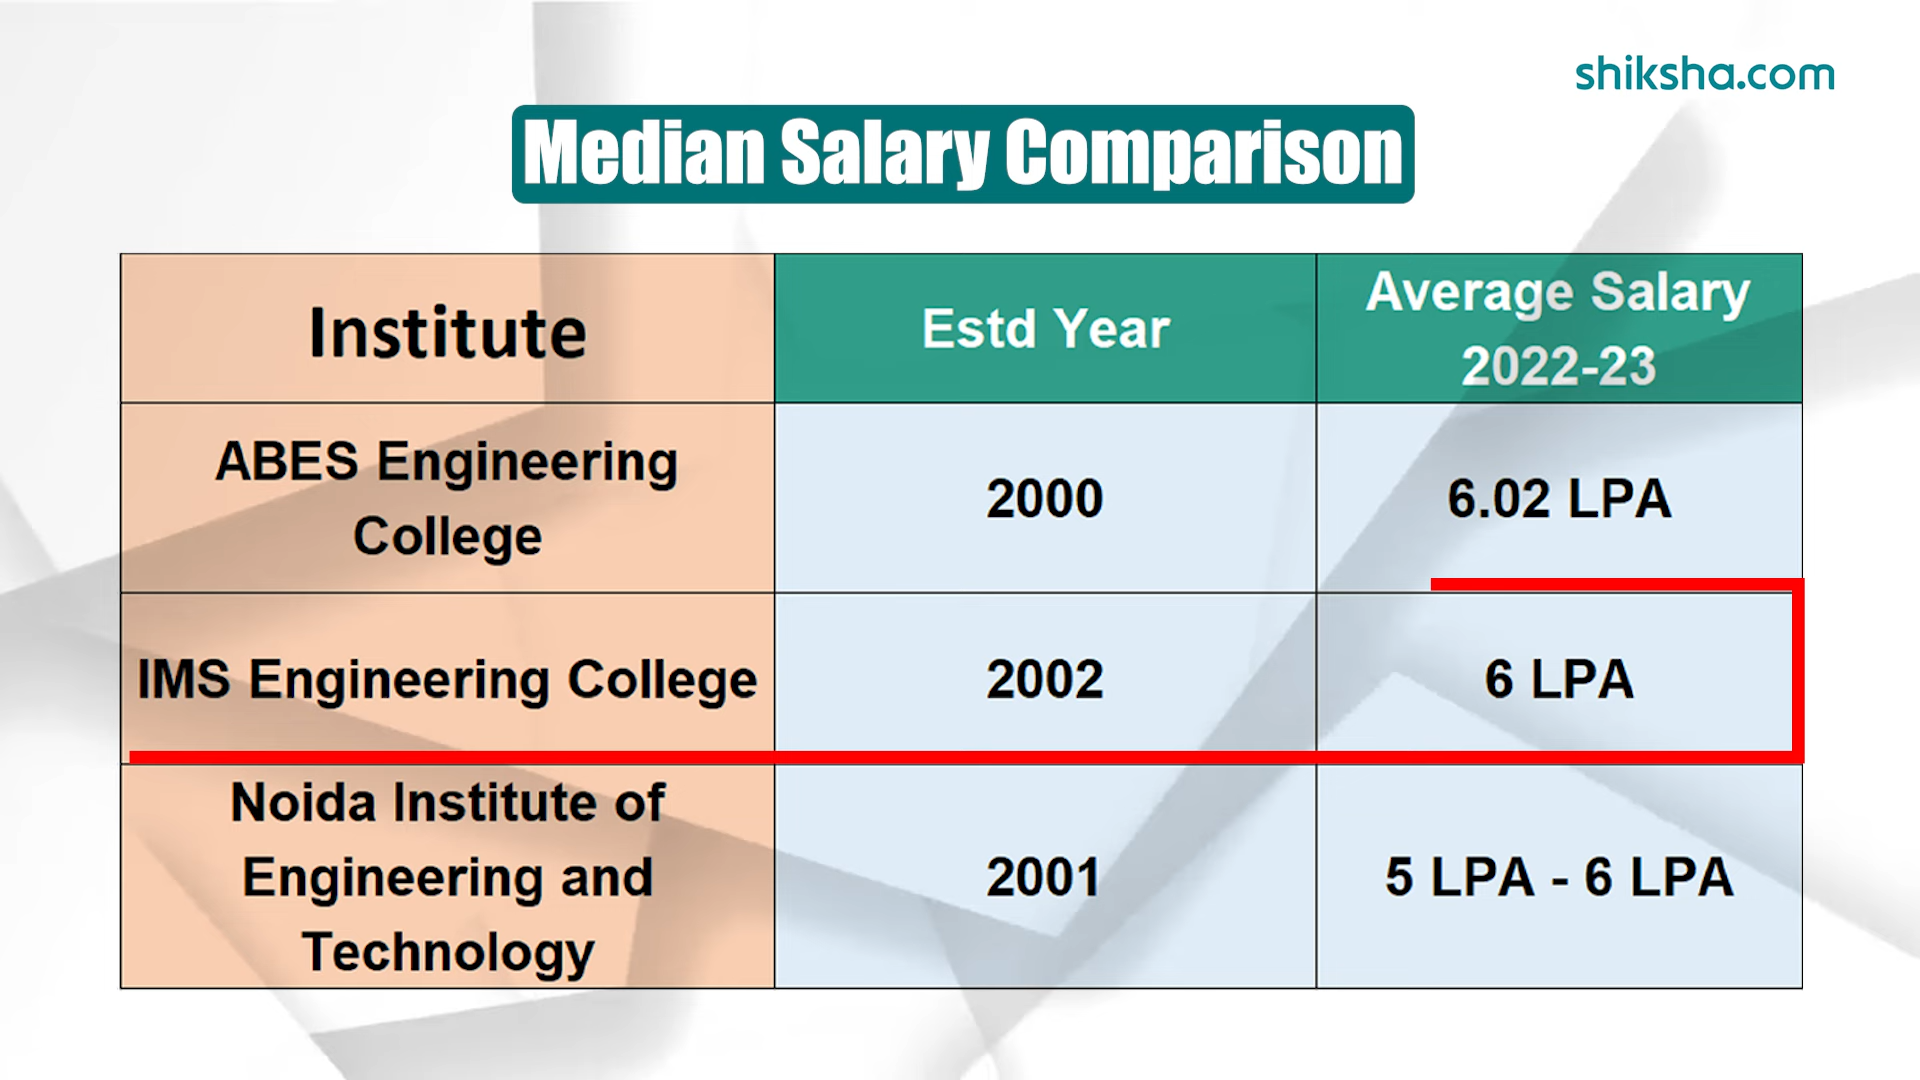 shiksha.com
Median Salary Comparison
Institute
Estd Year
Average Salary
2022-23
ABES Engineering
College
2000
6.02 LPA
IMS Engineering College
2002
6 LPA
Noida Institute of
Engineering and
Technology
2001
5 LPA - 6 LPA